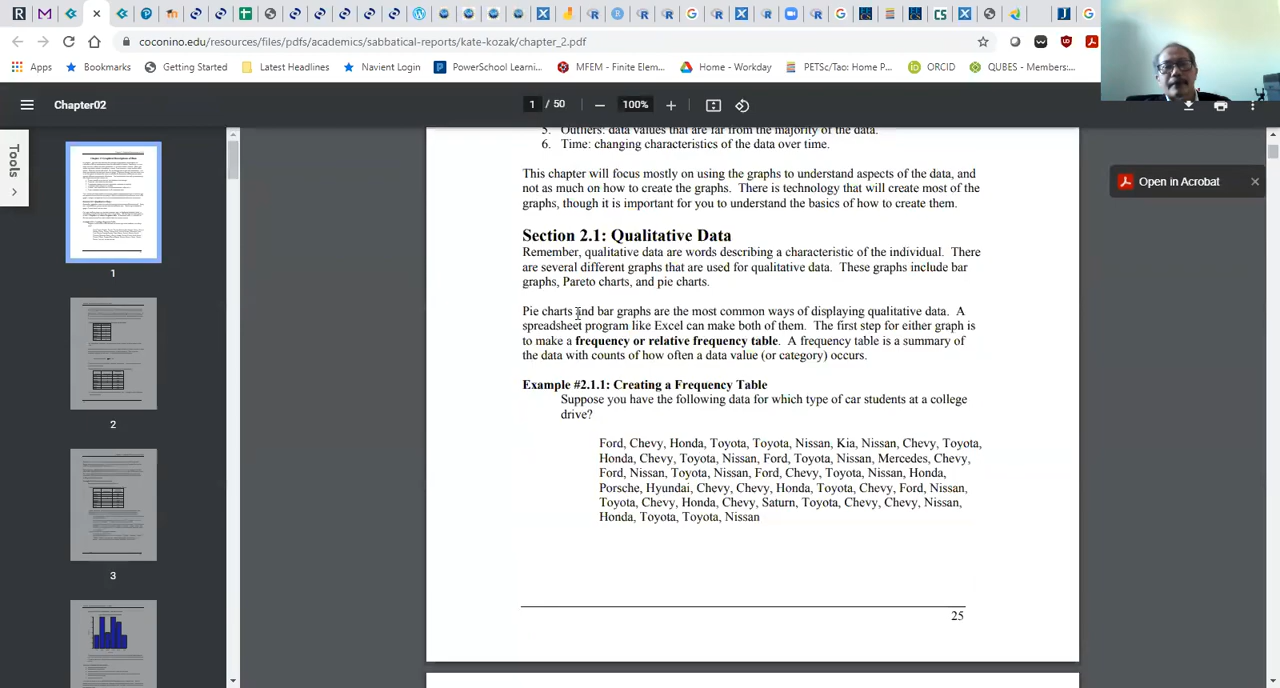 coconino.edu/resources/files/pdfs/academics/sabbatical-reports/kate-kozak/chapter_2.pdf
Apps
Bookmarks
Getting Started
Latest Headlines
Navient Login
PowerSchool Learni...
MFEM - Finite Elem...
Home - Workday
PETSc/Tao: Home P...
ORCID
QUBES - Members:...
Chapter02
1 / 50
100%
Tools
Open in Acrobat
1
2
3
5. Outliers: data values that are far from the majority of the data.
6. Time: changing characteristics of the data over time.
This chapter will focus mostly on using the graphs to understand aspects of the data, and
not as much on how to create the graphs. There is technology that will create most of the
graphs, though it is important for you to understand the basics of how to create them.
Section 2.1: Qualitative Data
Remember, qualitative data are words describing a characteristic of the individual. There
are several different graphs that are used for qualitative data. These graphs include bar
graphs, Pareto charts, and pie charts.
Pie charts and bar graphs are the most common ways of displaying qualitative data. A
spreadsheet program like Excel can make both of them. The first step for either graph is
to make a frequency or relative frequency table. A frequency table is a summary of
the data with counts of how often a data value (or category) occurs.
Example #2.1.1: Creating a Frequency Table
Suppose you have the following data for which type of car students at a college
drive?
Ford, Chevy, Honda, Toyota, Toyota, Nissan, Kia, Nissan, Chevy, Toyota,
Honda, Chevy, Toyota, Nissan, Ford, Toyota, Nissan, Mercedes, Chevy,
Ford, Nissan, Toyota, Nissan, Ford, Chevy, Toyota, Nissan, Honda,
Porsche, Hyundai, Chevy, Chevy, Honda, Toyota, Chevy, Ford, Nissan,
Toyota, Chevy, Honda, Chevy, Saturn, Toyota, Chevy, Chevy, Nissan,
Honda, Toyota, Toyota, Nissan
25